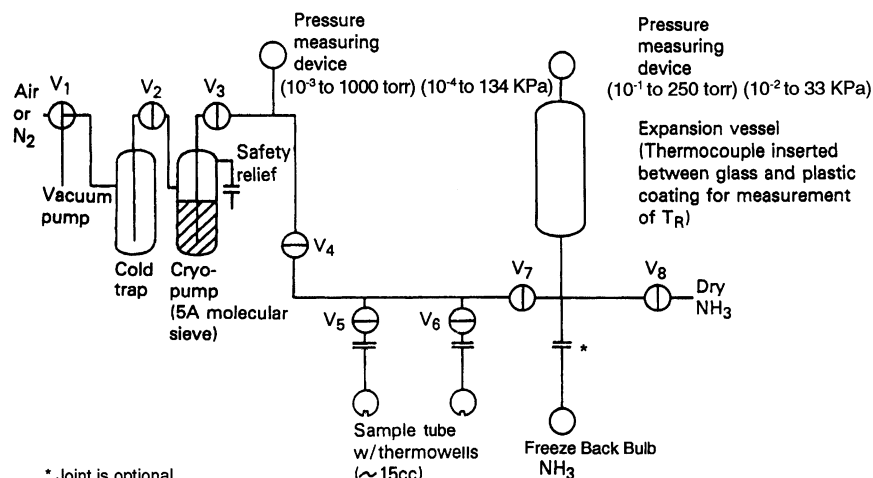 Pressure
measuring
device
(10-3 to 1000 torr) (10-4 to 134 KPa)
Pressure
measuring
device
(10-1 to 250 torr) (10-2 to 33 KPa)
Expansion vessel
(Thermocouple inserted
between glass and plastic
coating for measurement
of TR)
Air
or
N2
V1
V2
V3
Safety
relief
Vacuum
pump
Cold
trap
Cryo-
pump
(5A molecular
sieve)
V4
V5
V6
V7
V8
Dry
NH3
*
Sample tube
w/thermowells
(~15cc)
Freeze Back Bulb
NH3
* Joint is optional